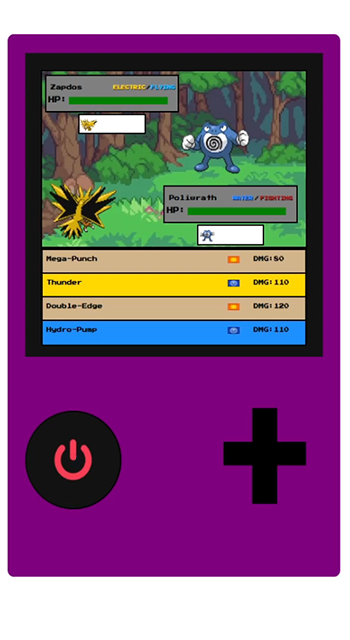 Zapdos ELECTRIC/FLYING
HP:
Poliwrath WATER/FIGHTING
HP:
Mega-Punch DMG:80
Thunder DMG:110
Double-Edge DMG:120
Hydro-Pump DMG:110